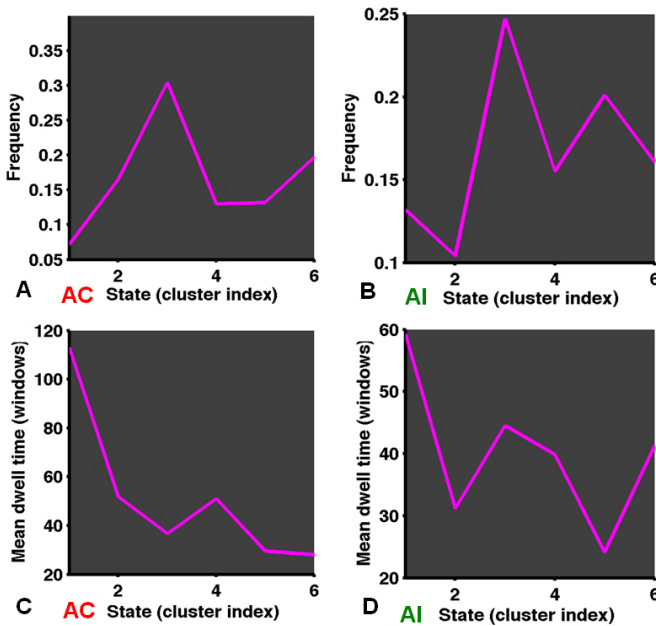 0.35
0.3
0.25
0.2
0.15
0.1
0.05
Frequency
2 4 6
A AC State (cluster index)
0.25
0.2
0.15
0.1
Frequency
2 4 6
B AI State (cluster index)
120
100
80
60
40
20
Mean dwell time (windows)
2 4 6
C AC State (cluster index)
60
50
40
30
20
Mean dwell time (windows)
2 4 6
D AI State (cluster index)